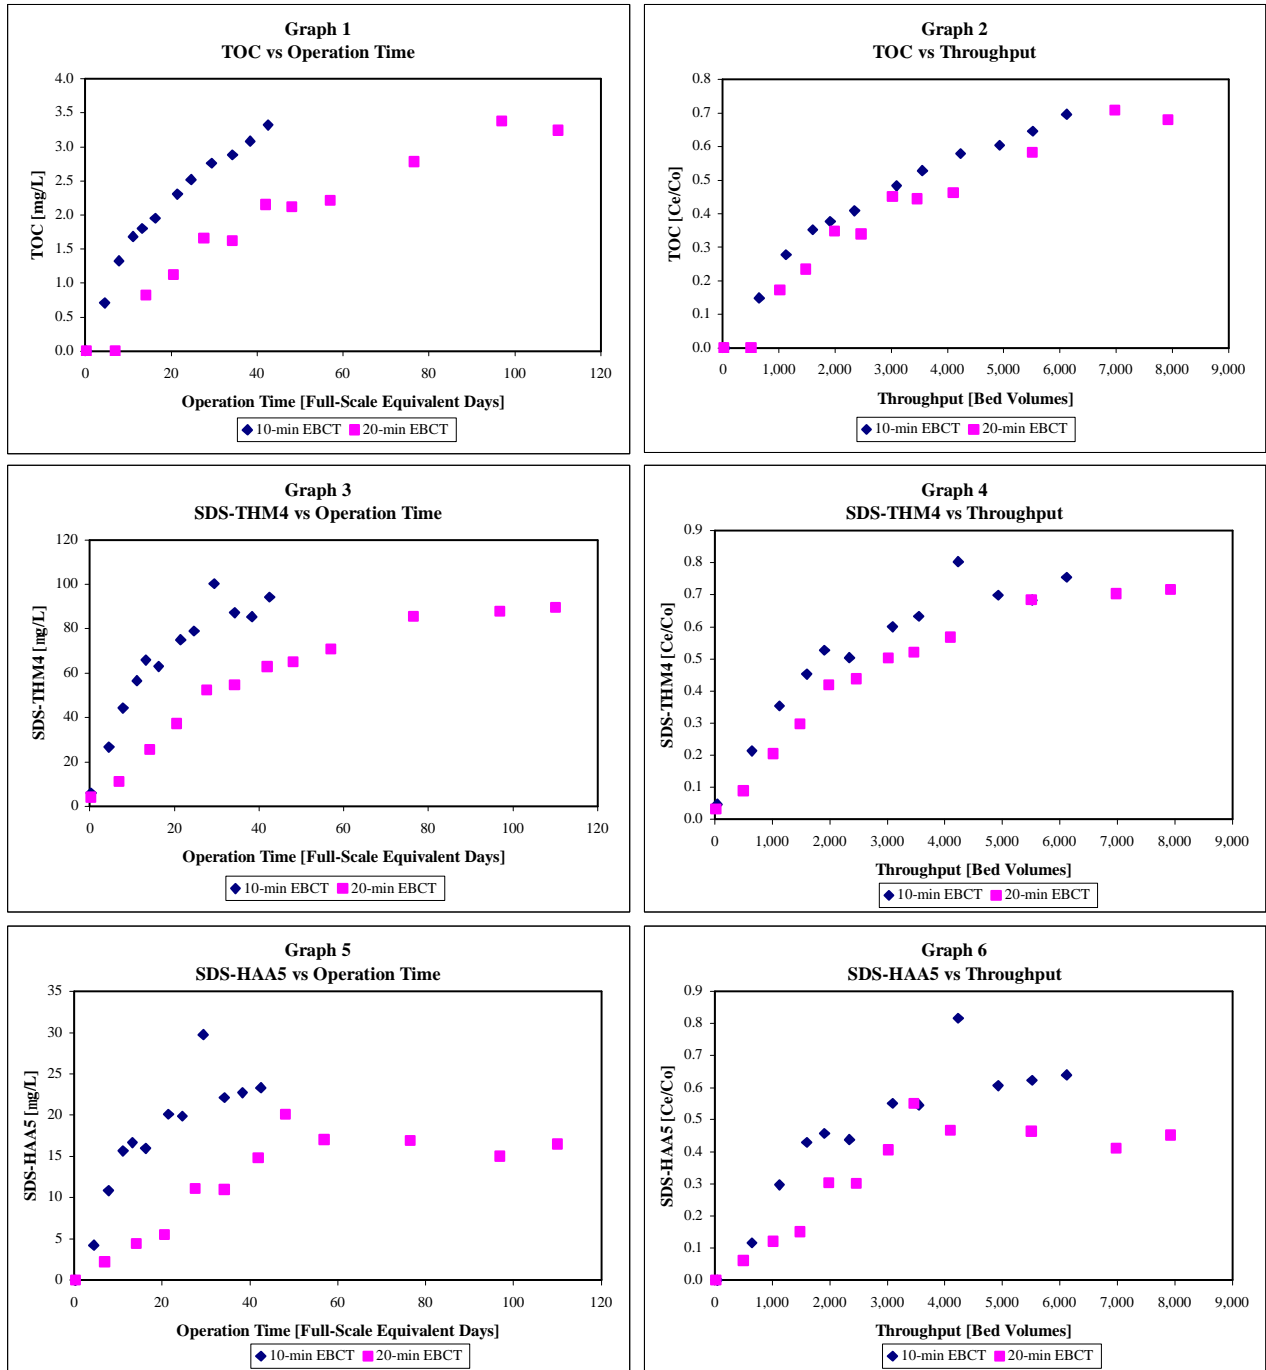 Graph 1
TOC vs Operation Time
4.0
3.5
3.0
2.5
2.0
1.5
1.0
0.5
0.0
TOC [mg/L]
0 20 40 60 80 100 120
Operation Time [Full-Scale Equivalent Days]
10-min EBCT 20-min EBCT
Graph 2
TOC vs Throughput
0.8
0.7
0.6
0.5
0.4
0.3
0.2
0.1
0.0
TOC [Ce/Co]
0 1,000 2,000 3,000 4,000 5,000 6,000 7,000 8,000 9,000
Throughput [Bed Volumes]
10-min EBCT 20-min EBCT
Graph 3
SDS-THM4 vs Operation Time
120
100
80
60
40
20
0
SDS-THM4 [mg/L]
0 20 40 60 80 100 120
Operation Time [Full-Scale Equivalent Days]
10-min EBCT 20-min EBCT
Graph 4
SDS-THM4 vs Throughput
0.9
0.8
0.7
0.6
0.5
0.4
0.3
0.2
0.1
0.0
SDS-THM4 [Ce/Co]
0 1,000 2,000 3,000 4,000 5,000 6,000 7,000 8,000 9,000
Throughput [Bed Volumes]
10-min EBCT 20-min EBCT
Graph 5
SDS-HAA5 vs Operation Time
35
30
25
20
15
10
5
0
SDS-HAA5 [mg/L]
0 20 40 60 80 100 120
Operation Time [Full-Scale Equivalent Days]
10-min EBCT 20-min EBCT
Graph 6
SDS-HAA5 vs Throughput
0.9
0.8
0.7
0.6
0.5
0.4
0.3
0.2
0.1
0.0
SDS-HAA5 [Ce/Co]
0 1,000 2,000 3,000 4,000 5,000 6,000 7,000 8,000 9,000
Throughput [Bed Volumes]
10-min EBCT 20-min EBCT